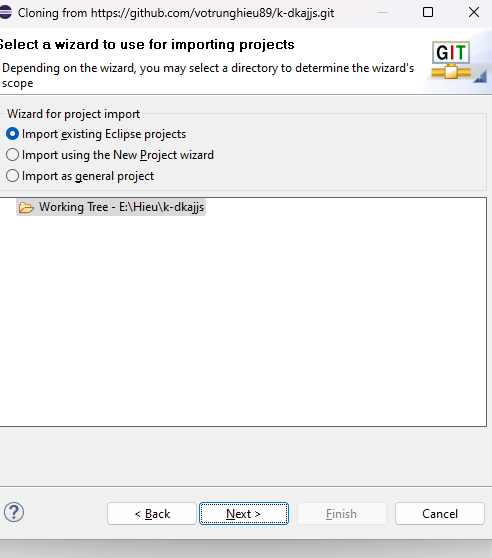 Cloning from https://github.com/votrunghieu89/k-dkajjs.git
Select a wizard to use for importing projects
Depending on the wizard, you may select a directory to determine the wizard's
scope
GIT
Wizard for project import
Import existing Eclipse projects
Import using the New Project wizard
Import as general project
Working Tree - E:\Hieu\k-dkajjs
?
< Back
Next >
Finish
Cancel